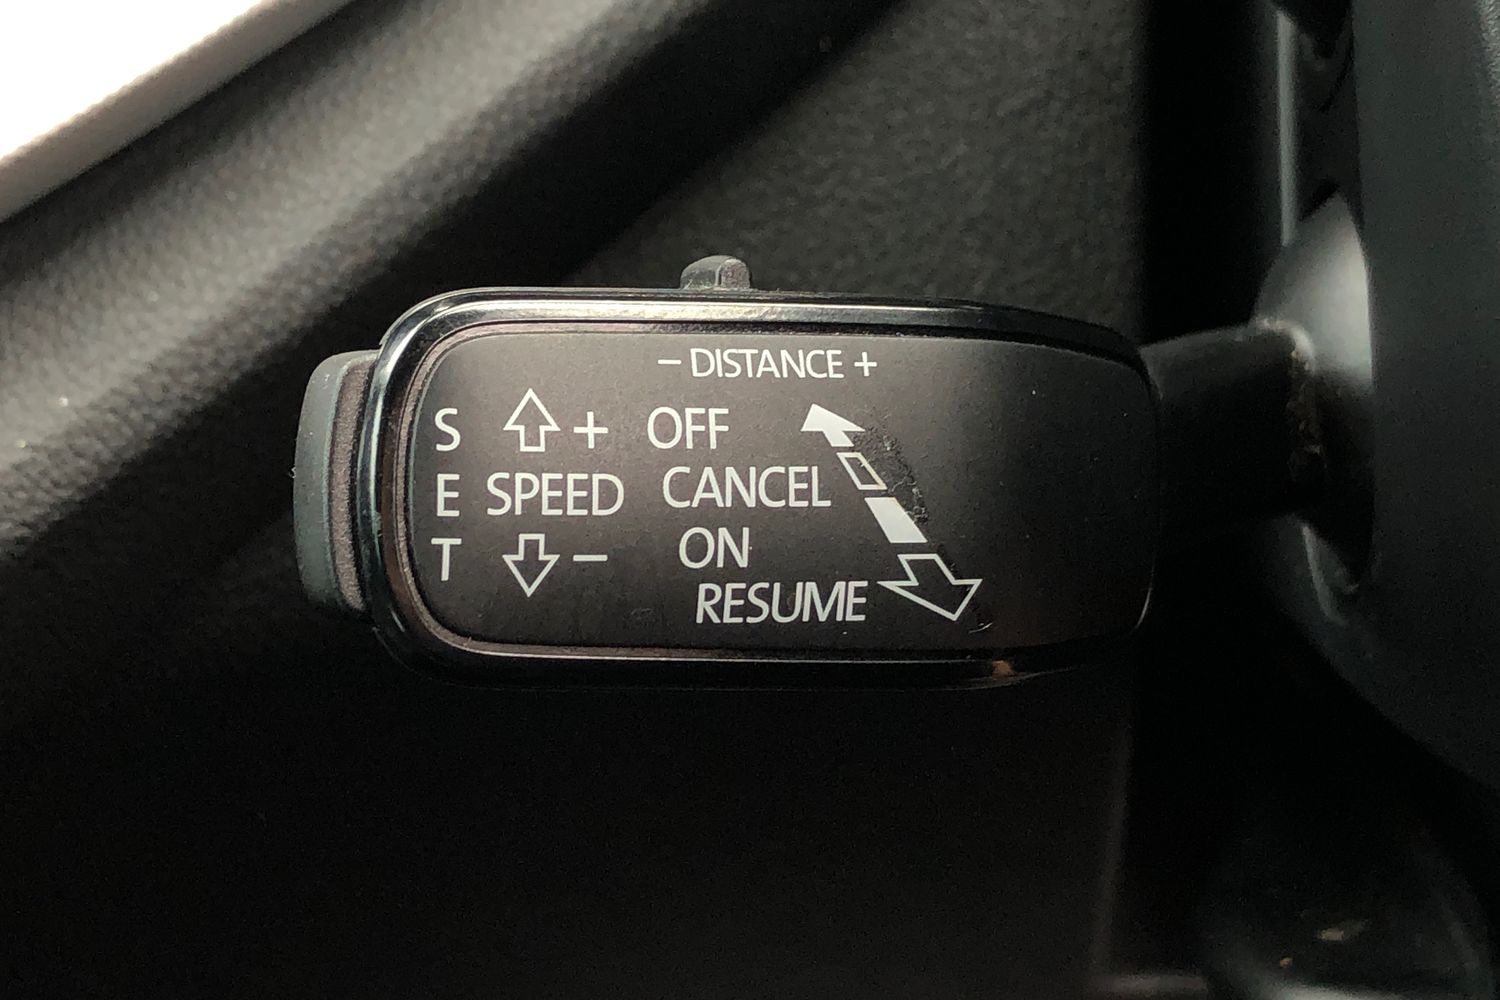 - DISTANCE +
S + OFF
E SPEED CANCEL
T - ON
RESUME